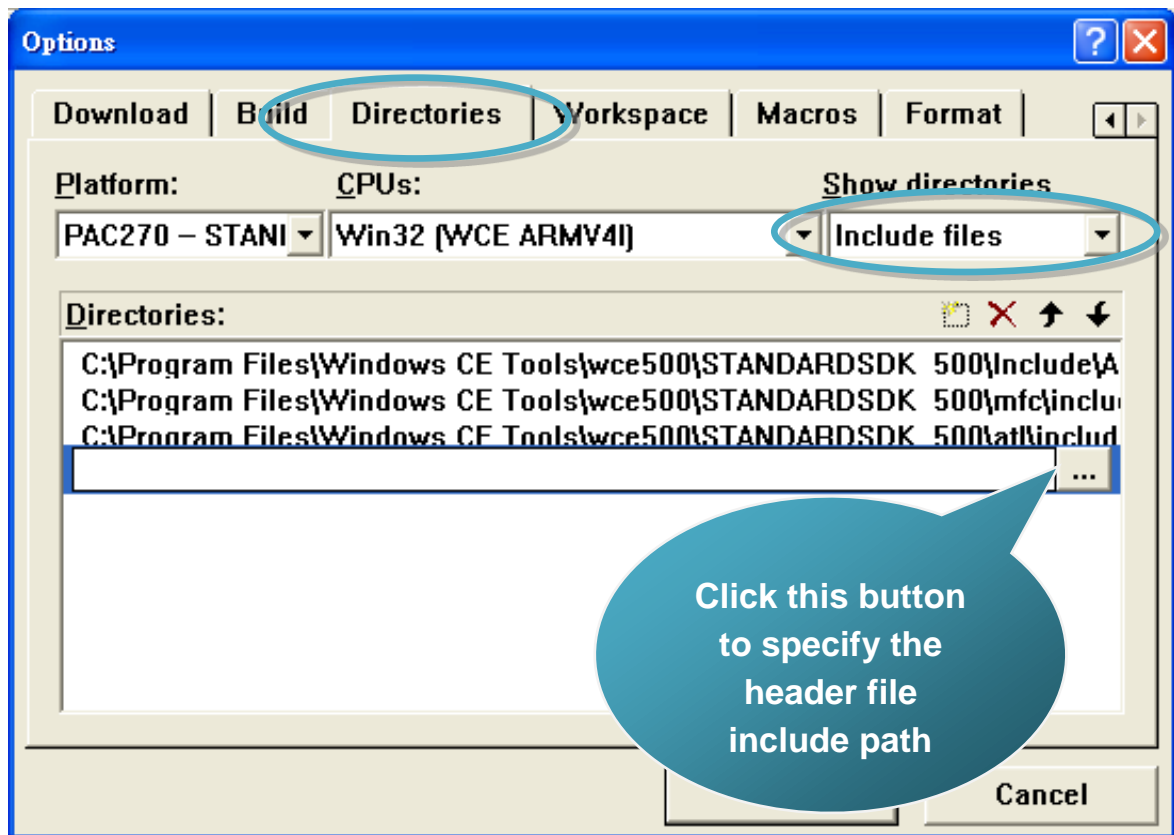 Options
Download Build Directories Workspace Macros Format
Platform: CPUs: Show directories
PAC270 – STANI Win32 (WCE ARMV4I) Include files
Directories:
C:\Program Files\Windows CE Tools\wce500\STANDARDSDK_500\Include\A
C:\Program Files\Windows CE Tools\wce500\STANDARDSDK_500\mfc\inclu
C:\Program Files\Windows CE Tools\wce500\STANDARDSDK_500\atl\includ
...
Click this button
to specify the
header file
include path
Cancel